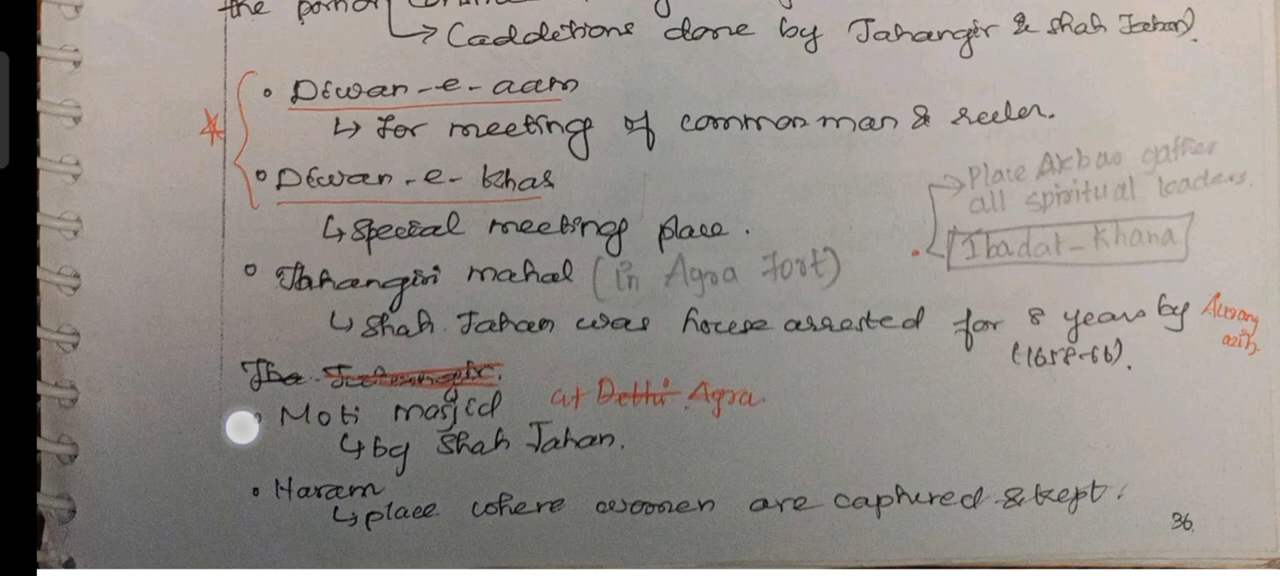 the
↳ (additions done by Jahangir & Shah Jahan)
• Diwan-e-aam
↳ for meeting of common man & ruler.
• Diwan-e-khas
↳ special meeting place.
→ Place Akbar gather
all spiritual leaders.
Ibadat-Khana
• Jahangiri mahal (in Agra Fort)
↳ Shah Jahan was house arrested for 8 years by Aurang
azib.
(1658-66).
The
• Moti masjid at Delhi Agra.
↳ by Shah Jahan.
• Haram
↳ place where women are captured & kept.
36.